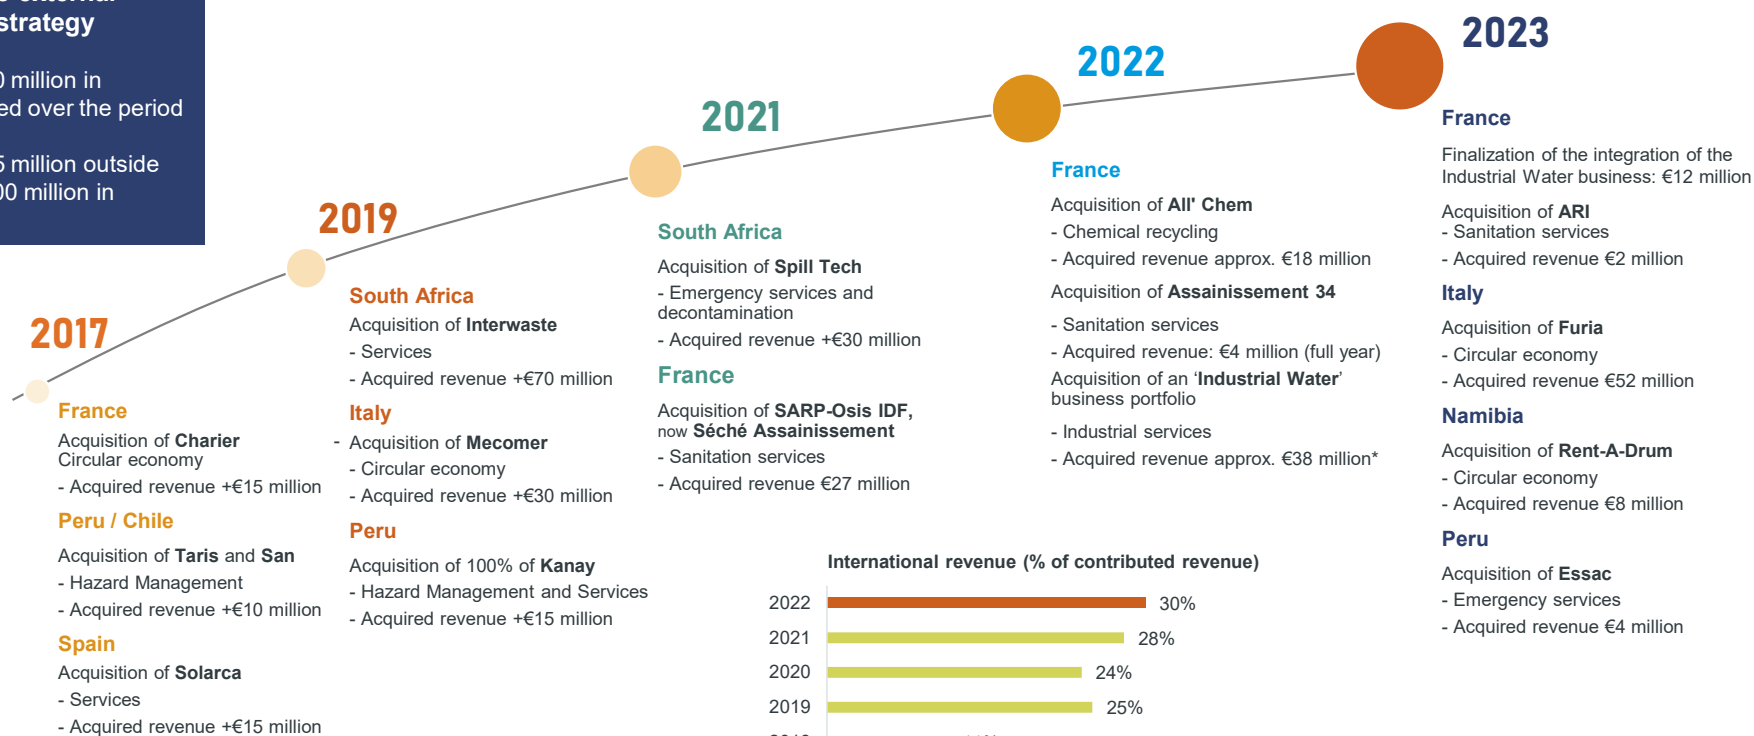 strategy
million in
over the period
million outside
million in
2017
France
Acquisition of Charier
Circular economy
- Acquired revenue +€15 million
Peru / Chile
Acquisition of Taris and San
- Hazard Management
- Acquired revenue +€10 million
Spain
Acquisition of Solarca
- Services
- Acquired revenue +€15 million
2019
South Africa
Acquisition of Interwaste
- Services
- Acquired revenue +€70 million
Italy
- Acquisition of Mecomer
- Circular economy
- Acquired revenue +€30 million
Peru
Acquisition of 100% of Kanay
- Hazard Management and Services
- Acquired revenue +€15 million
2021
South Africa
Acquisition of Spill Tech
- Emergency services and
decontamination
- Acquired revenue +€30 million
France
Acquisition of SARP-Osis IDF,
now Séché Assainissement
- Sanitation services
- Acquired revenue €27 million
2022
France
Acquisition of All' Chem
- Chemical recycling
- Acquired revenue approx. €18 million
Acquisition of Assainissement 34
- Sanitation services
- Acquired revenue: €4 million (full year)
Acquisition of an ‘Industrial Water’
business portfolio
- Industrial services
- Acquired revenue approx. €38 million*
2023
France
Finalization of the integration of the
Industrial Water business: €12 million
Acquisition of ARI
- Sanitation services
- Acquired revenue €2 million
Italy
Acquisition of Furia
- Circular economy
- Acquired revenue €52 million
Namibia
Acquisition of Rent-A-Drum
- Circular economy
- Acquired revenue €8 million
Peru
Acquisition of Essac
- Emergency services
- Acquired revenue €4 million
International revenue (% of contributed revenue)
2022 30%
2021 28%
2020 24%
2019 25%